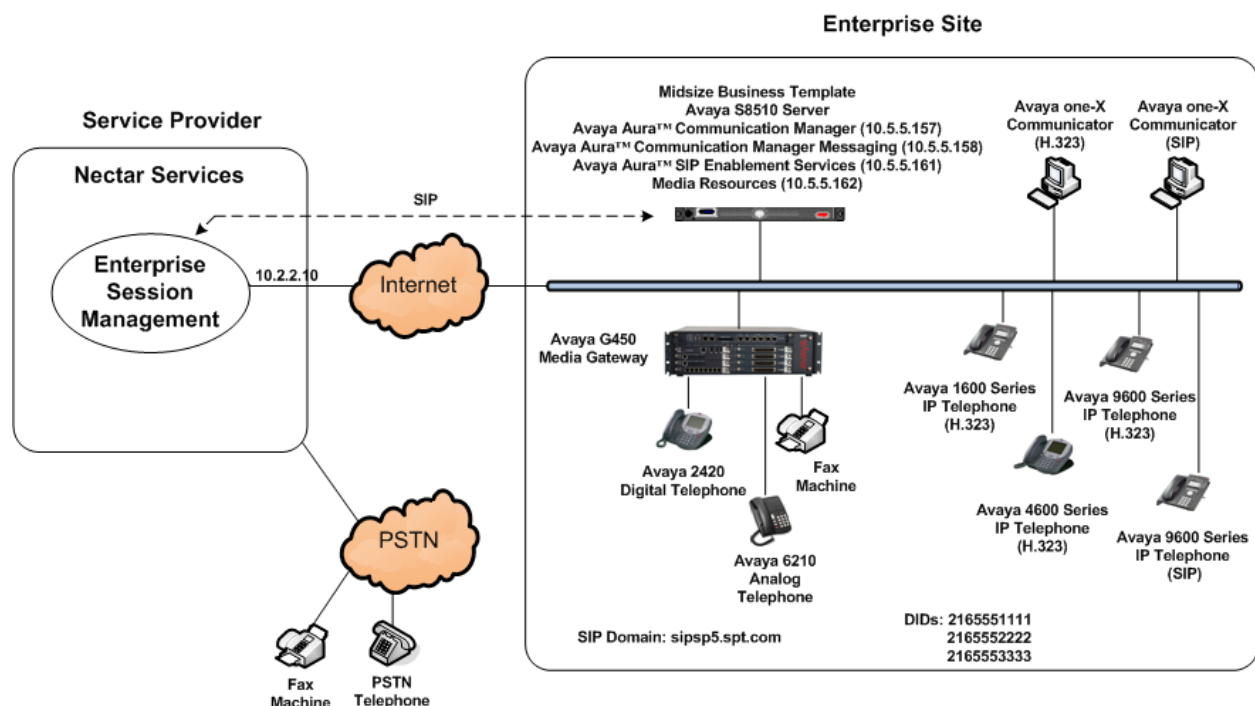 Enterprise Site
Service Provider
Nectar Services
Enterprise
Session
Management
10.2.2.10
SIP
Internet
Midsize Business Template
Avaya S8510 Server
Avaya Aura™ Communication Manager (10.5.5.157)
Avaya Aura™ Communication Manager Messaging (10.5.5.158)
Avaya Aura™ SIP Enablement Services (10.5.5.161)
Media Resources (10.5.5.162)
Avaya one-X
Communicator
(H.323)
Avaya one-X
Communicator
(SIP)
Avaya G450
Media Gateway
Avaya 2420
Digital Telephone
Avaya 6210
Analog
Telephone
Fax
Machine
Avaya 1600 Series
IP Telephone
(H.323)
Avaya 9600 Series
IP Telephone
(H.323)
Avaya 4600 Series
IP Telephone
(H.323)
Avaya 9600 Series
IP Telephone
(SIP)
SIP Domain: sipsp5.spt.com
DIDs: 2165551111
2165552222
2165553333
PSTN
Fax
Machine
PSTN
Telephone